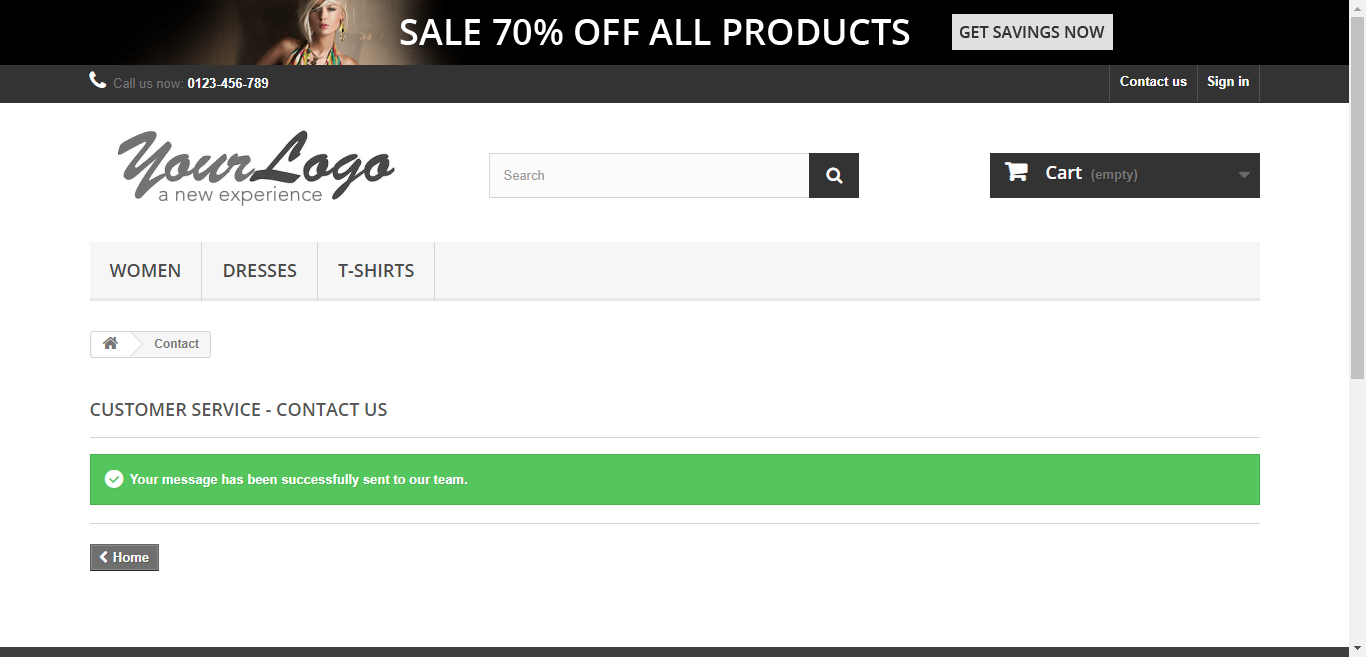 SALE 70% OFF ALL PRODUCTS GET SAVINGS NOW
Call us now: 0123-456-789 Contact us Sign in
YourLogo
a new experience
Search
Cart (empty)
WOMEN DRESSES T-SHIRTS
Contact
CUSTOMER SERVICE - CONTACT US
Your message has been successfully sent to our team.
Home